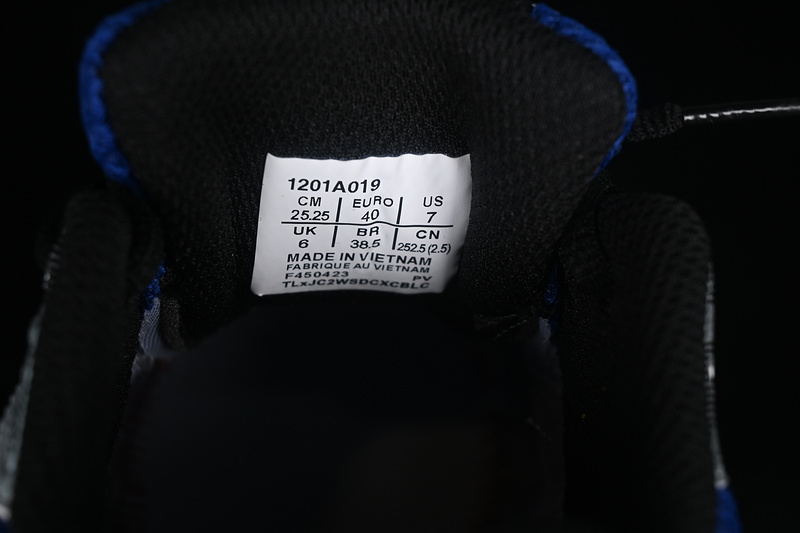 1201A019
CM EURO US
25.25 40 7
UK BR CN
6 38.5 252.5 (2.5)
MADE IN VIETNAM
FABRIQUE AU VIETNAM
F450423 PV
TLxJC2WSDCXCBLC